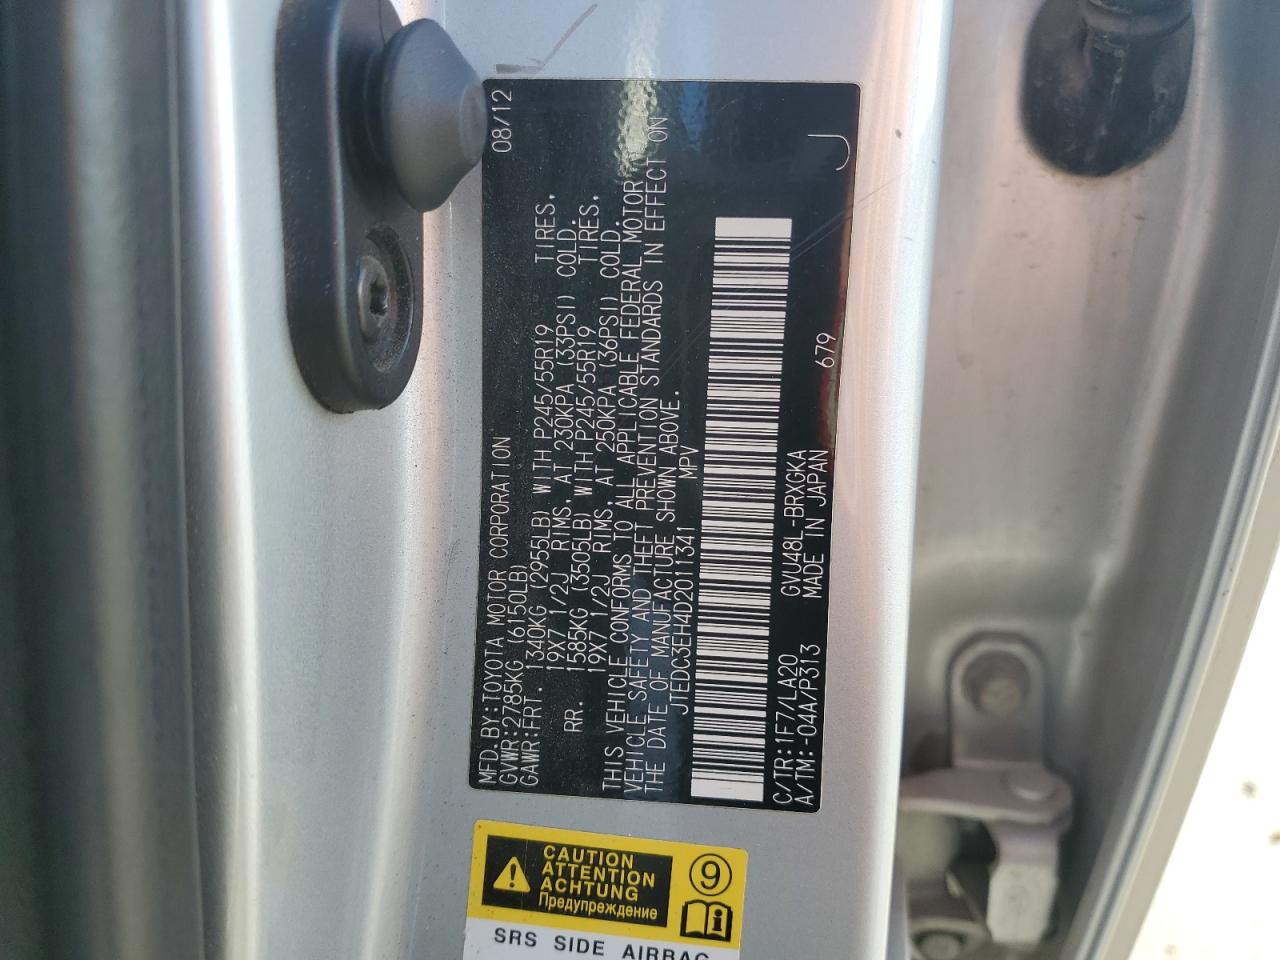 MFD.BY:TOYOTA MOTOR CORPORATION 08/12
GVWR:2785KG (6150LB)
GAWR:FRT. 1340KG (2955LB) WITH P245/55R19 TIRES,
19X7 1/2J RIMS, AT 230KPA (33PSI) COLD.
RR. 1585KG (3505LB) WITH P245/55R19 TIRES,
19X7 1/2J RIMS, AT 250KPA (36PSI) COLD.
THIS VEHICLE CONFORMS TO ALL APPLICABLE FEDERAL MOTOR
VEHICLE SAFETY AND THEFT PREVENTION STANDARDS IN EFFECT ON
THE DATE OF MANUFACTURE SHOWN ABOVE.
JTEDC3EH4D2011341 MPV
C/TR:1F7/LA20 GVU48L-BRXGKA
A/TM:-04A/P313 MADE IN JAPAN 679 J
CAUTION
ATTENTION
ACHTUNG
Предупреждение
9
SRS SIDE AIRBAG